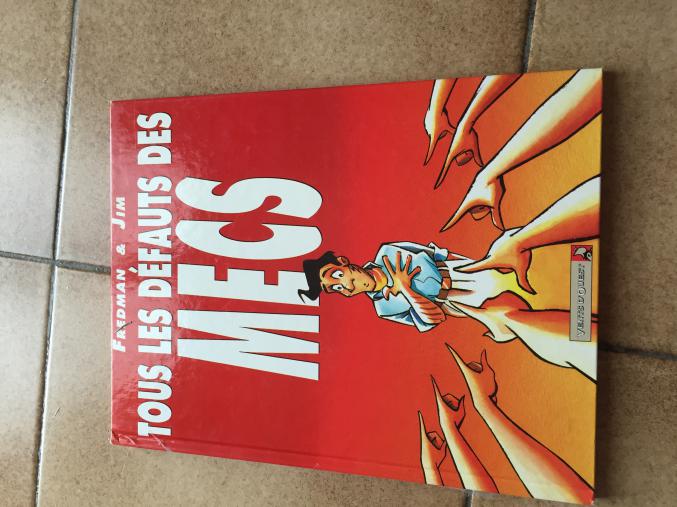 FREDMAN & JIM
TOUS LES DÉFAUTS DES
MECS
VENTS D'OUEST